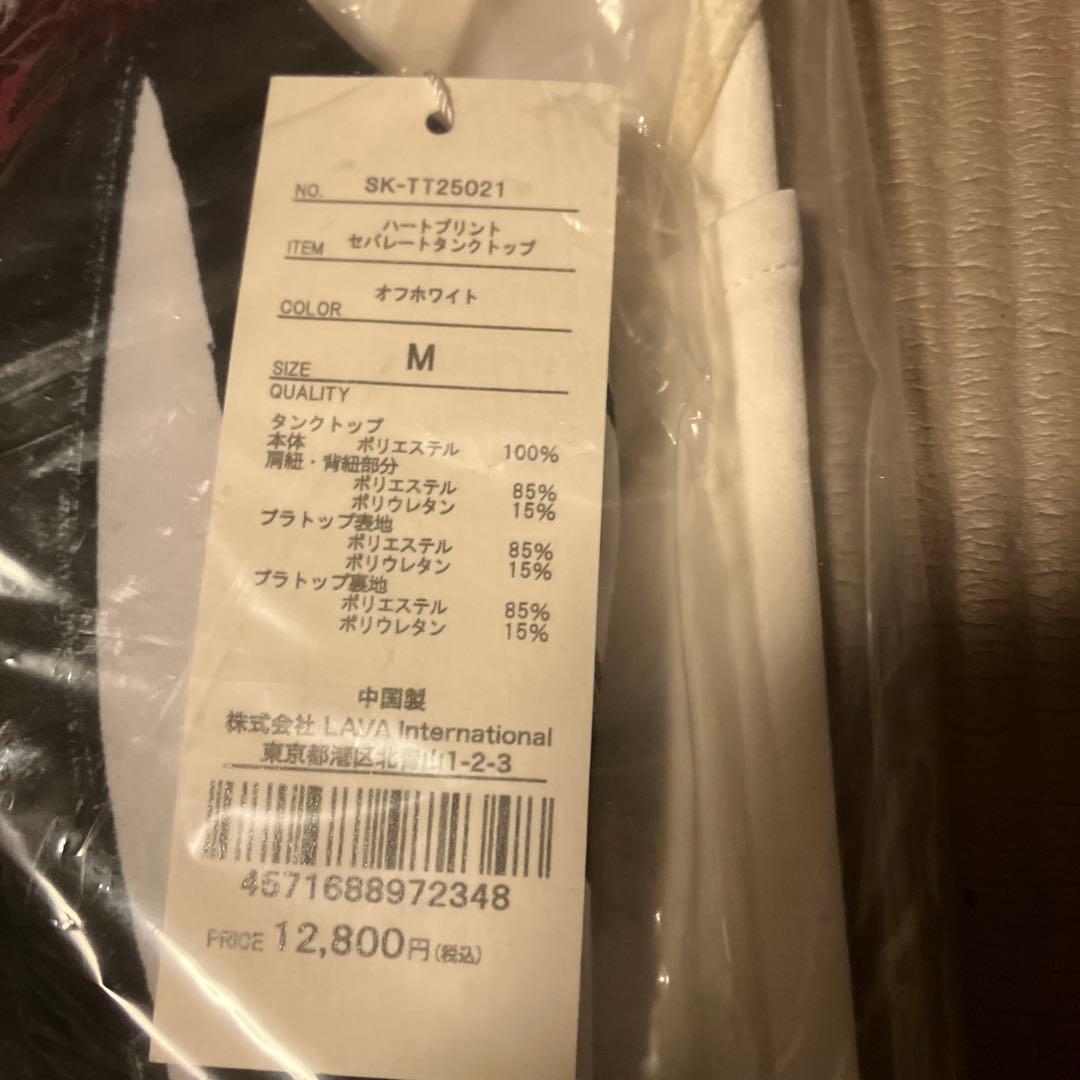 NO. SK-TT25021
ハートプリント
ITEM セパレートタンクトップ
COLOR オフホワイト
SIZE M
QUALITY
タンクトップ
本体 ポリエステル 100%
肩紐・背紐部分
ポリエステル 85%
ポリウレタン 15%
ブラトップ表地
ポリエステル 85%
ポリウレタン 15%
ブラトップ裏地
ポリエステル 85%
ポリウレタン 15%
中国製
株式会社 LAVA International
東京都港区北青山1-2-3
4571688972348
PRICE 12,800円(税込)